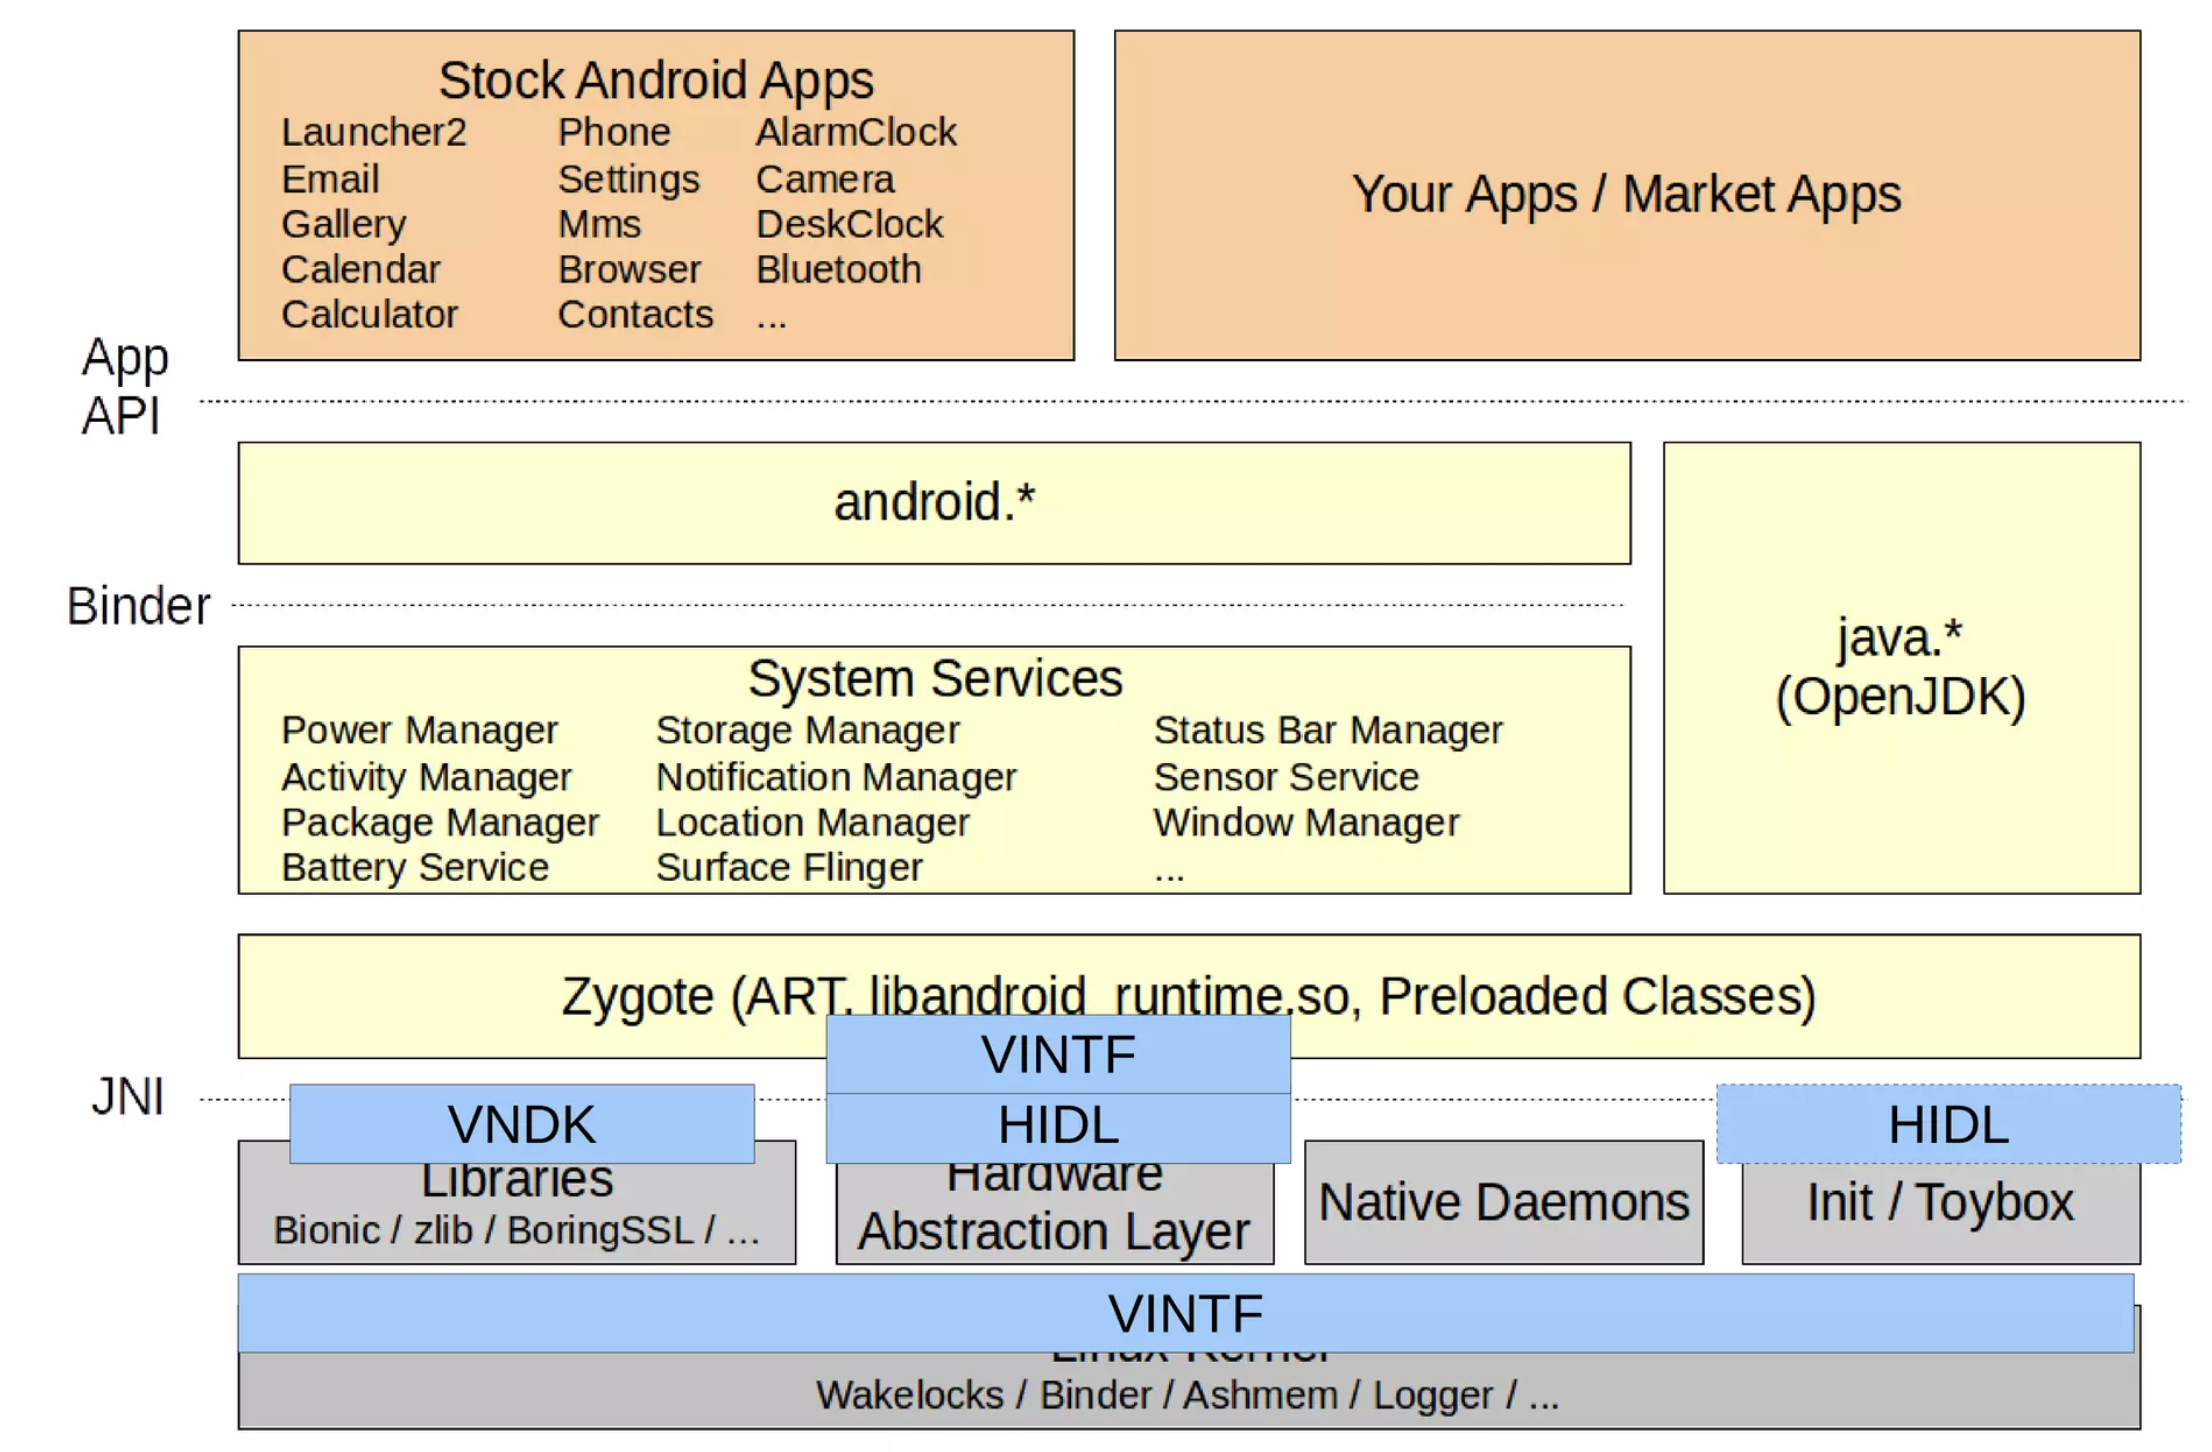 Stock Android Apps
Launcher2 Phone AlarmClock
Email Settings Camera
Gallery Mms DeskClock
Calendar Browser Bluetooth
Calculator Contacts ...
Your Apps / Market Apps
App
API
android.*
Binder
java.*
(OpenJDK)
System Services
Power Manager Storage Manager Status Bar Manager
Activity Manager Notification Manager Sensor Service
Package Manager Location Manager Window Manager
Battery Service Surface Flinger ...
Zygote (ART, libandroid_runtime.so, Preloaded Classes)
VINTF
JNI
VNDK
HIDL
HIDL
Libraries
Bionic / zlib / BoringSSL / ...
Hardware
Abstraction Layer
Native Daemons
Init / Toybox
VINTF
Linux Kernel
Wakelocks / Binder / Ashmem / Logger / ...